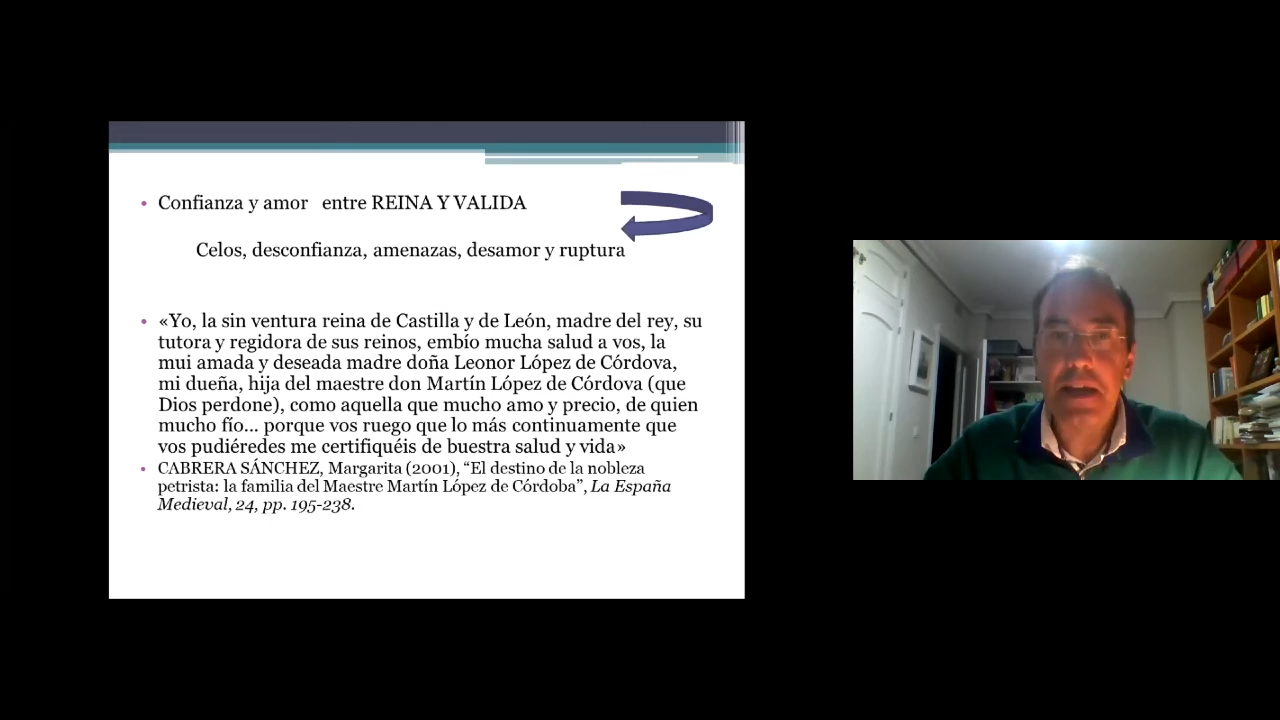 Confianza y amor entre REINA Y VALIDA
Celos, desconfianza, amenazas, desamor y ruptura
«Yo, la sin ventura reina de Castilla y de León, madre del rey, su
tutora y regidora de sus reinos, embío mucha salud a vos, la
mui amada y deseada madre doña Leonor López de Córdova,
mi dueña, hija del maestre don Martín López de Córdova (que
Dios perdone), como aquella que mucho amo y precio, de quien
mucho fío... porque vos ruego que lo más continuamente que
vos pudiéredes me certifiquéis de buestra salud y vida»
CABRERA SÁNCHEZ, Margarita (2001), “El destino de la nobleza
petrista: la familia del Maestre Martín López de Córdoba”, La España
Medieval, 24, pp. 195-238.